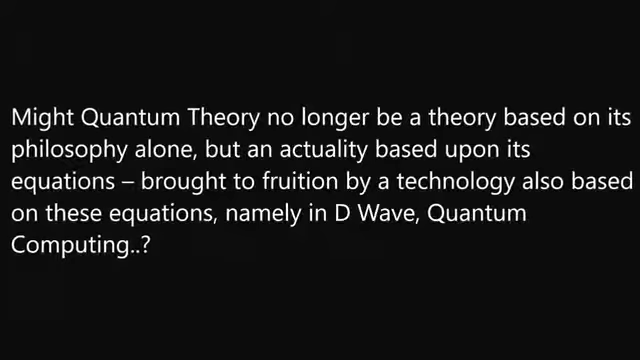 Might Quantum Theory no longer be a theory based on its
philosophy alone, but an actuality based upon its
equations – brought to fruition by a technology also based
on these equations, namely in D Wave, Quantum
Computing..?